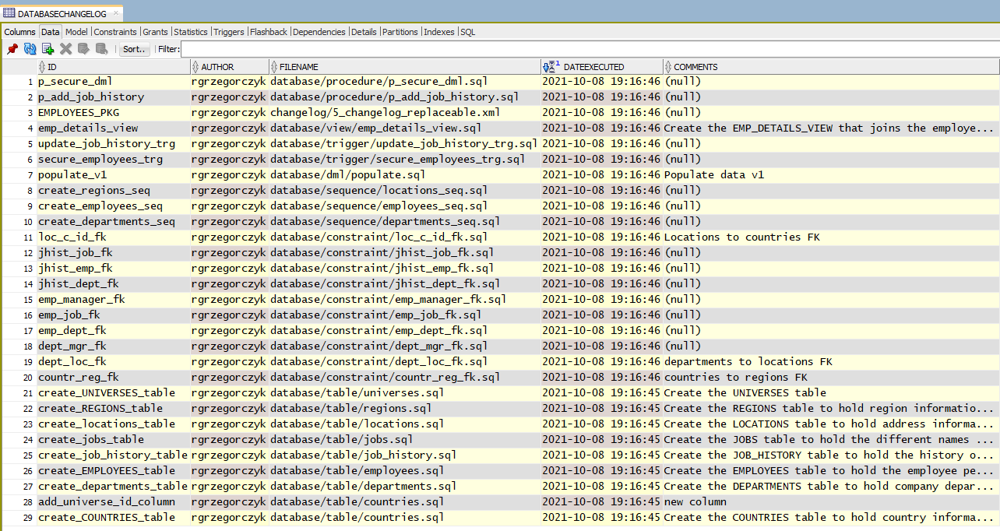 DATABASECHANGELOG
Columns Data Model Constraints Grants Statistics Triggers Flashback Dependencies Details Partitions Indexes SQL
Sort.. Filter:
ID AUTHOR FILENAME 1 DATEEXECUTED COMMENTS
1 p_secure_dml rgrzegorczyk database/procedure/p_secure_dml.sql 2021-10-08 19:16:46 (null)
2 p_add_job_history rgrzegorczyk database/procedure/p_add_job_history.sql 2021-10-08 19:16:46 (null)
3 EMPLOYEES_PKG rgrzegorczyk changelog/5_changelog_replaceable.xml 2021-10-08 19:16:46 (null)
4 emp_details_view rgrzegorczyk database/view/emp_details_view.sql 2021-10-08 19:16:46 Create the EMP_DETAILS_VIEW that joins the employe...
5 update_job_history_trg rgrzegorczyk database/trigger/update_job_history_trg.sql 2021-10-08 19:16:46 (null)
6 secure_employees_trg rgrzegorczyk database/trigger/secure_employees_trg.sql 2021-10-08 19:16:46 (null)
7 populate_v1 rgrzegorczyk database/dml/populate.sql 2021-10-08 19:16:46 Populate data v1
8 create_regions_seq rgrzegorczyk database/sequence/locations_seq.sql 2021-10-08 19:16:46 (null)
9 create_employees_seq rgrzegorczyk database/sequence/employees_seq.sql 2021-10-08 19:16:46 (null)
10 create_departments_seq rgrzegorczyk database/sequence/departments_seq.sql 2021-10-08 19:16:46 (null)
11 loc_c_id_fk rgrzegorczyk database/constraint/loc_c_id_fk.sql 2021-10-08 19:16:46 Locations to countries FK
12 jhist_job_fk rgrzegorczyk database/constraint/jhist_job_fk.sql 2021-10-08 19:16:46 (null)
13 jhist_emp_fk rgrzegorczyk database/constraint/jhist_emp_fk.sql 2021-10-08 19:16:46 (null)
14 jhist_dept_fk rgrzegorczyk database/constraint/jhist_dept_fk.sql 2021-10-08 19:16:46 (null)
15 emp_manager_fk rgrzegorczyk database/constraint/emp_manager_fk.sql 2021-10-08 19:16:46 (null)
16 emp_job_fk rgrzegorczyk database/constraint/emp_job_fk.sql 2021-10-08 19:16:46 (null)
17 emp_dept_fk rgrzegorczyk database/constraint/emp_dept_fk.sql 2021-10-08 19:16:46 (null)
18 dept_mgr_fk rgrzegorczyk database/constraint/dept_mgr_fk.sql 2021-10-08 19:16:46 (null)
19 dept_loc_fk rgrzegorczyk database/constraint/dept_loc_fk.sql 2021-10-08 19:16:46 departments to locations FK
20 countr_reg_fk rgrzegorczyk database/constraint/countr_reg_fk.sql 2021-10-08 19:16:46 countries to regions FK
21 create_UNIVERSES_table rgrzegorczyk database/table/universes.sql 2021-10-08 19:16:45 Create the UNIVERSES table
22 create_REGIONS_table rgrzegorczyk database/table/regions.sql 2021-10-08 19:16:45 Create the REGIONS table to hold region informatio...
23 create_locations_table rgrzegorczyk database/table/locations.sql 2021-10-08 19:16:45 Create the LOCATIONS table to hold address informa...
24 create_jobs_table rgrzegorczyk database/table/jobs.sql 2021-10-08 19:16:45 Create the JOBS table to hold the different names ...
25 create_job_history_table rgrzegorczyk database/table/job_history.sql 2021-10-08 19:16:45 Create the JOB_HISTORY table to hold the history o...
26 create_EMPLOYEES_table rgrzegorczyk database/table/employees.sql 2021-10-08 19:16:45 Create the EMPLOYEES table to hold the employee pe...
27 create_departments_table rgrzegorczyk database/table/departments.sql 2021-10-08 19:16:45 Create the DEPARTMENTS table to hold company depar...
28 add_universe_id_column rgrzegorczyk database/table/countries.sql 2021-10-08 19:16:45 new column
29 create_COUNTRIES_table rgrzegorczyk database/table/countries.sql 2021-10-08 19:16:45 Create the COUNTRIES table to hold country informa...